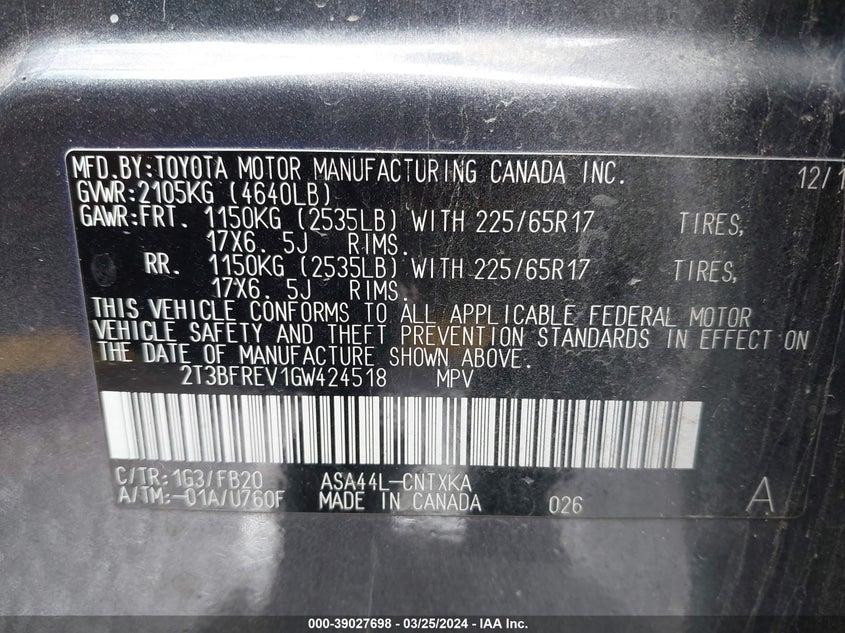 MFD.BY:TOYOTA MOTOR MANUFACTURING CANADA INC. 12/1
GVWR:2105KG (4640LB)
GAWR:FRT. 1150KG (2535LB) WITH 225/65R17 TIRES,
17X6.5J RIMS.
RR. 1150KG (2535LB) WITH 225/65R17 TIRES,
17X6.5J RIMS.
THIS VEHICLE CONFORMS TO ALL APPLICABLE FEDERAL MOTOR
VEHICLE SAFETY AND THEFT PREVENTION STANDARDS IN EFFECT ON
THE DATE OF MANUFACTURE SHOWN ABOVE.
2T3BFREV1GW424518 MPV
C/TR:1G3/FB20 ASA44L-CNTXKA
A/TM:-01A/U760F MADE IN CANADA 026 A
000-39027698 - 03/25/2024 - IAA Inc.